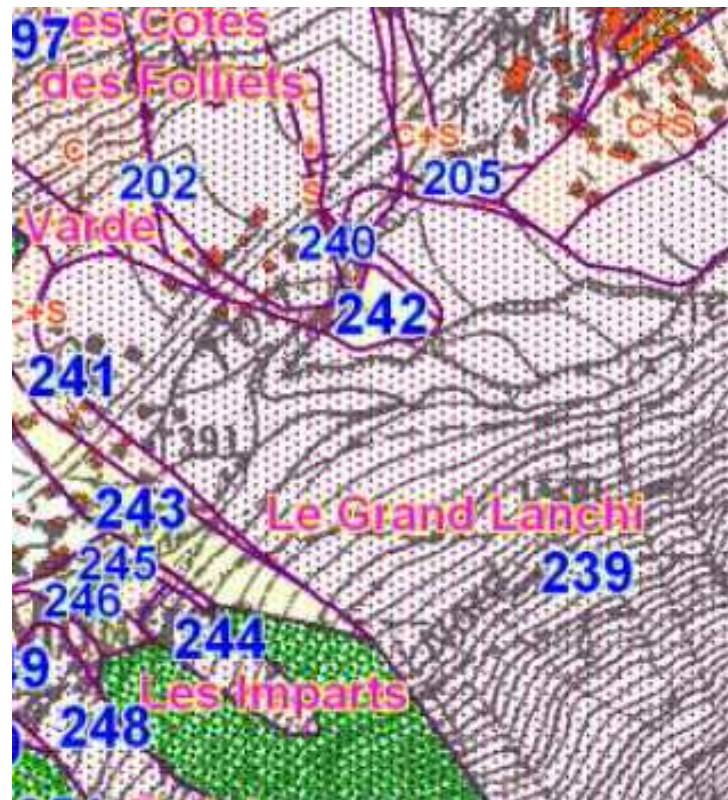 97
Les Côtes
des Folliets
C
C+S
C+S
+
S
202
205
Varde
240
C+S
242
241
1391
243
Le Grand Lanchi
245
239
246
244
49
Les Imparts
248